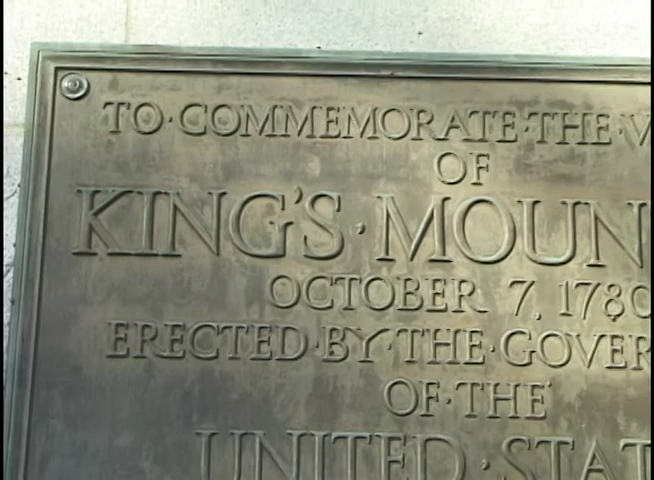 TO·COMMEMORATE·THE·V
OF
KING'S·MOUN
OCTOBER 7, 1780
ERECTED·BY·THE·GOVER
OF·THE
UNITED·STAT